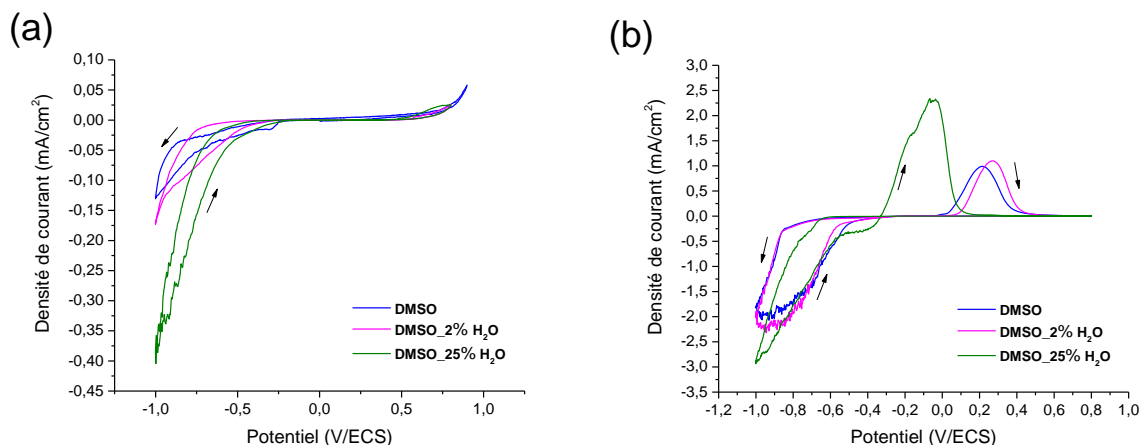 (a)
0,10
0,05
0,00
-0,05
-0,10
-0,15
-0,20
-0,25
-0,30
-0,35
-0,40
-0,45
Densité de courant (mA/cm²)
DMSO
DMSO_2% H₂O
DMSO_25% H₂O
-1,0 -0,5 0,0 0,5 1,0
Potentiel (V/ECS)
(b)
3,0
2,5
2,0
1,5
1,0
0,5
0,0
-0,5
-1,0
-1,5
-2,0
-2,5
-3,0
-3,5
Densité de courant (mA/cm²)
DMSO
DMSO_2% H₂O
DMSO_25% H₂O
-1,2 -1,0 -0,8 -0,6 -0,4 -0,2 0,0 0,2 0,4 0,6 0,8 1,0
Potentiel (V/ECS)